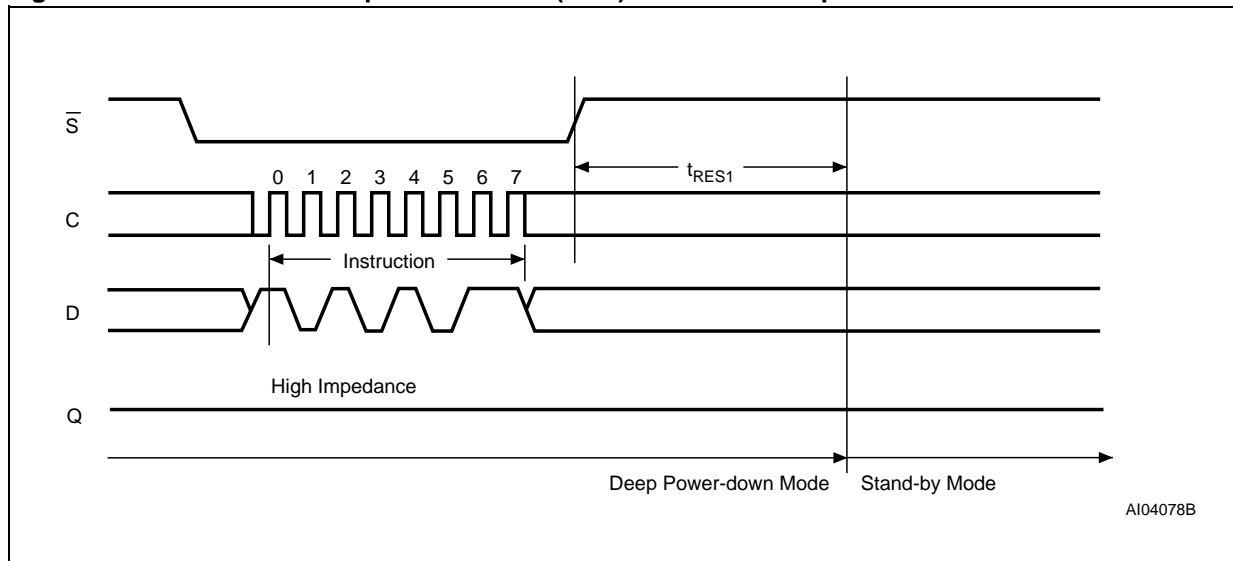 S
tRES1
0 1 2 3 4 5 6 7
C
Instruction
D
High Impedance
Q
Deep Power-down Mode Stand-by Mode
AI04078B